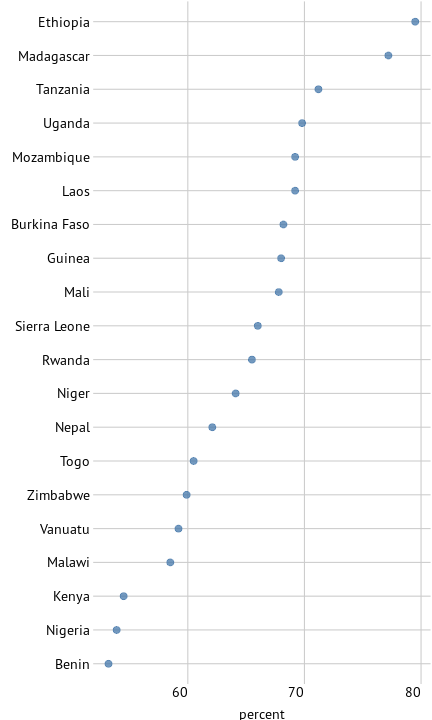 Ethiopia
Madagascar
Tanzania
Uganda
Mozambique
Laos
Burkina Faso
Guinea
Mali
Sierra Leone
Rwanda
Niger
Nepal
Togo
Zimbabwe
Vanuatu
Malawi
Kenya
Nigeria
Benin
60 70 80
percent